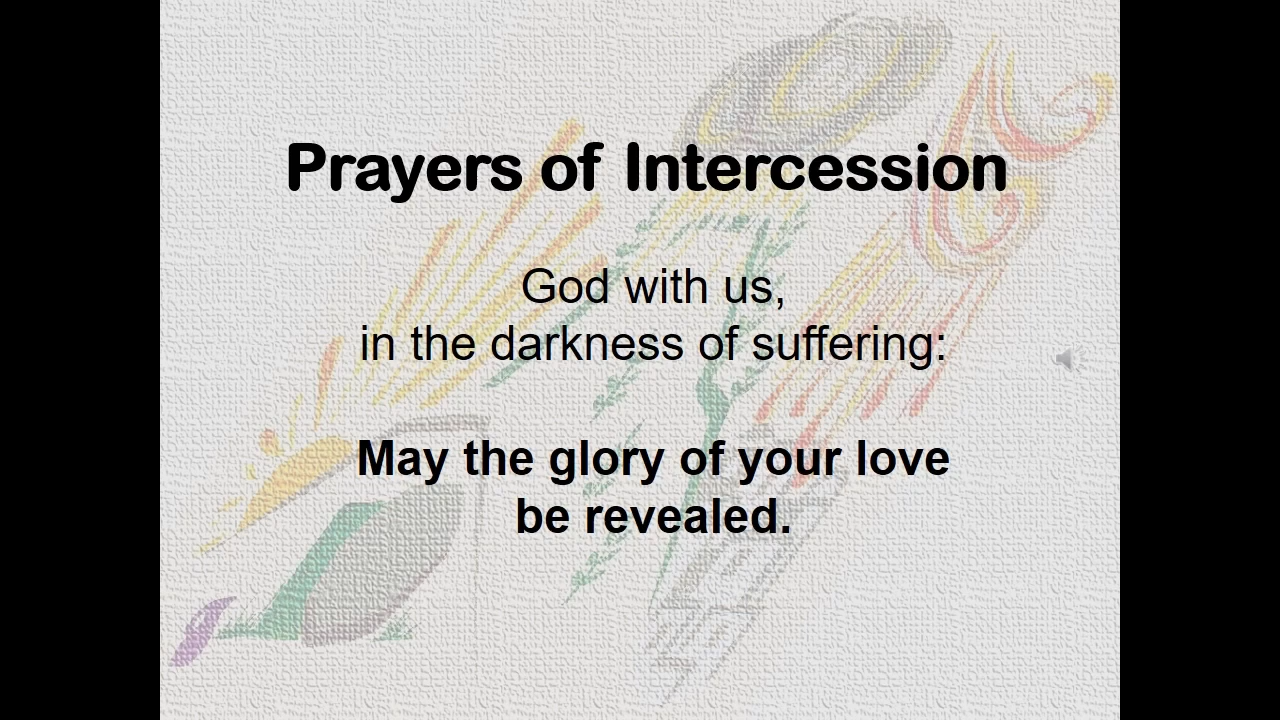 Prayers of Intercession
God with us,
in the darkness of suffering:
May the glory of your love
be revealed.